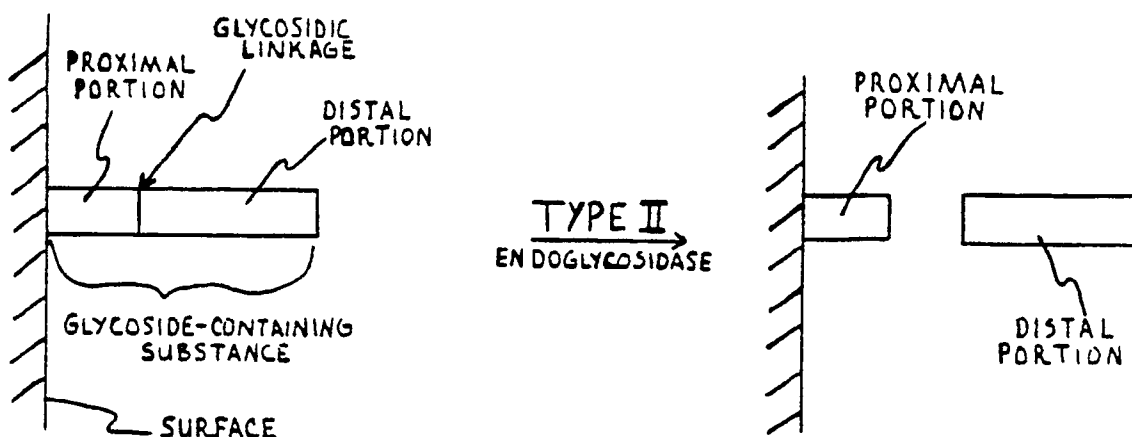 GLYCOSIDIC
LINKAGE
PROXIMAL
PORTION
DISTAL
PORTION
GLYCOSIDE-CONTAINING
SUBSTANCE
SURFACE
TYPE II
ENDOGLYCOSIDASE
PROXIMAL
PORTION
DISTAL
PORTION